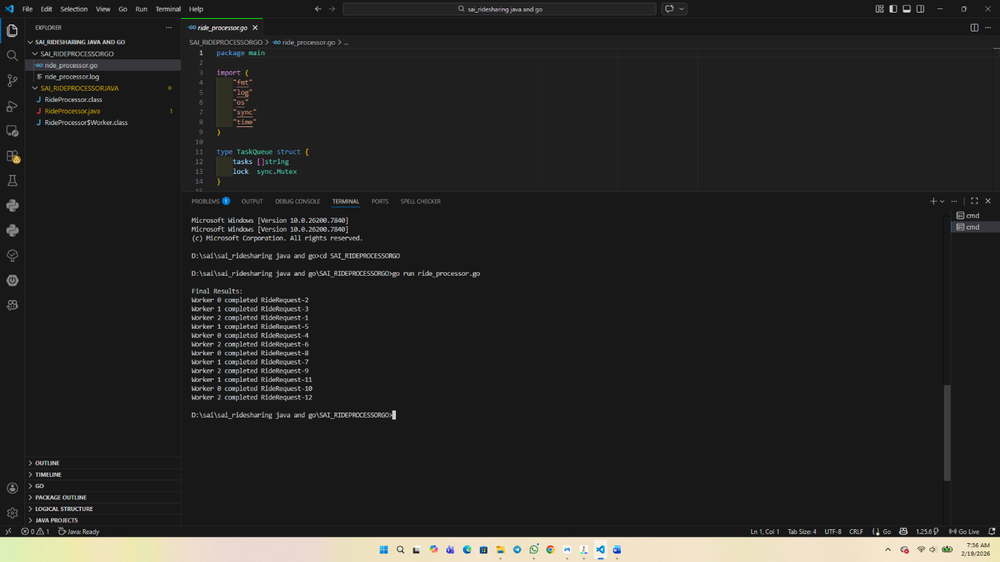 File Edit Selection View Go Run Terminal Help
sai_ridesharing java and go
EXPLORER
SAI_RIDESHARING JAVA AND GO
SAI_RIDEPROCESSORGO
ride_processor.go
ride_processor.log
SAI_RIDEPROCESSORJAVA
RideProcessor.class
RideProcessor.java 1
RideProcessor$Worker.class
OUTLINE
TIMELINE
GO
PACKAGE OUTLINE
LOGICAL STRUCTURE
JAVA PROJECTS
ride_processor.go
SAI_RIDEPROCESSORGO > ride_processor.go > ...
1 package main
2
3 import (
4 "fmt"
5 "log"
6 "os"
7 "sync"
8 "time"
9 )
10
11 type TaskQueue struct {
12 tasks []string
13 lock sync.Mutex
14 }
15
PROBLEMS 1 OUTPUT DEBUG CONSOLE TERMINAL PORTS SPELL CHECKER
cmd
cmd
Microsoft Windows [Version 10.0.26200.7840]
Microsoft Windows [Version 10.0.26200.7840]
(c) Microsoft Corporation. All rights reserved.
D:\sai\sai_ridesharing java and go>cd SAI_RIDEPROCESSORGO
D:\sai\sai_ridesharing java and go\SAI_RIDEPROCESSORGO>go run ride_processor.go
Final Results:
Worker 0 completed RideRequest-2
Worker 1 completed RideRequest-3
Worker 2 completed RideRequest-1
Worker 1 completed RideRequest-5
Worker 0 completed RideRequest-4
Worker 2 completed RideRequest-6
Worker 0 completed RideRequest-8
Worker 1 completed RideRequest-7
Worker 2 completed RideRequest-9
Worker 1 completed RideRequest-11
Worker 0 completed RideRequest-10
Worker 2 completed RideRequest-12
D:\sai\sai_ridesharing java and go\SAI_RIDEPROCESSORGO>
0 1 Java: Ready
Ln 1, Col 1 Tab Size: 4 UTF-8 CRLF Go 1.25.6 Go Live
7:36 AM
2/19/2026